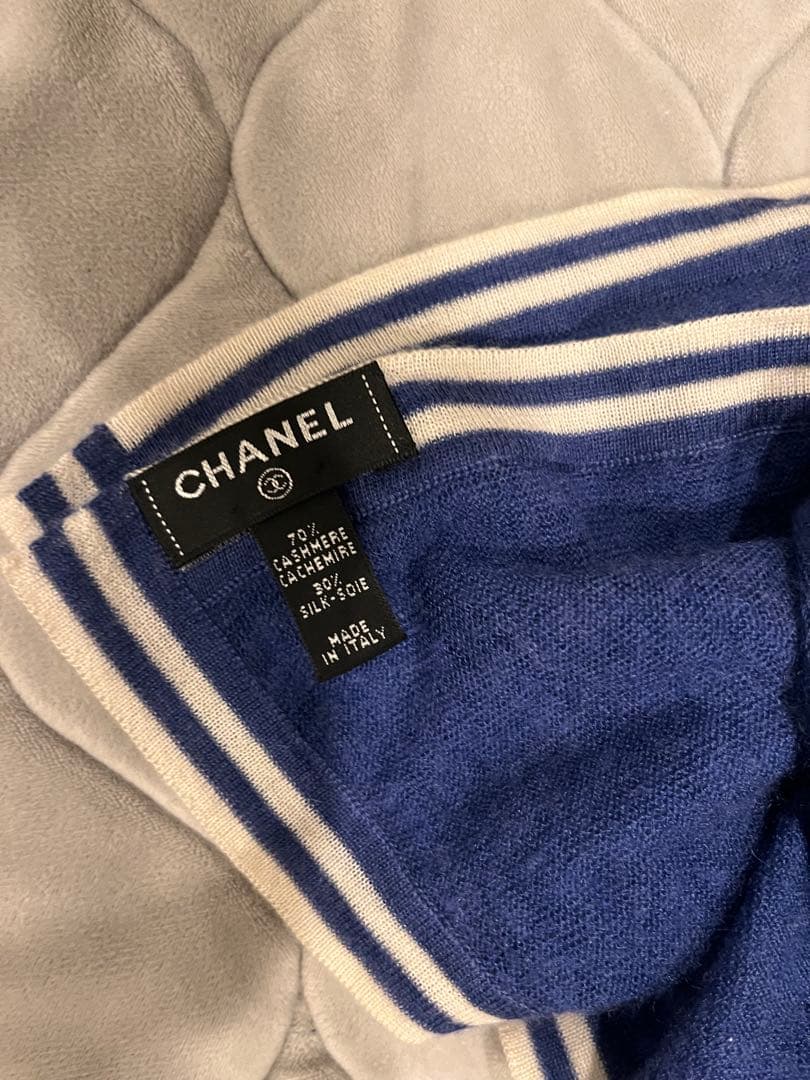 CHANEL
70%
CASHMERE
CACHEMIRE
30%
SILK-SOIE
MADE
IN ITALY